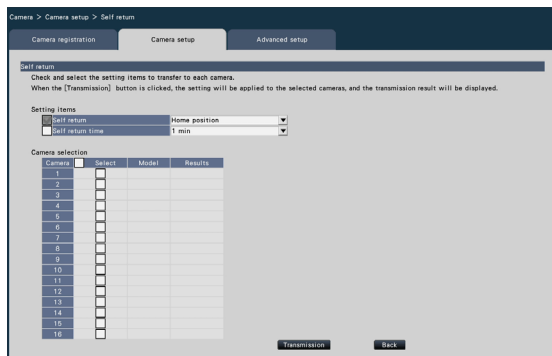 Camera > Camera setup > Self return
Camera registration Camera setup Advanced setup
Self return
Check and select the setting items to transfer to each camera.
When the [Transmission] button is clicked, the setting will be applied to the selected cameras, and the transmission result will be displayed.
Setting items
Self return Home position
Self return time 1 min
Camera selection
Camera Select Model Results
1
2
3
4
5
6
7
8
9
10
11
12
13
14
15
16
Transmission Back